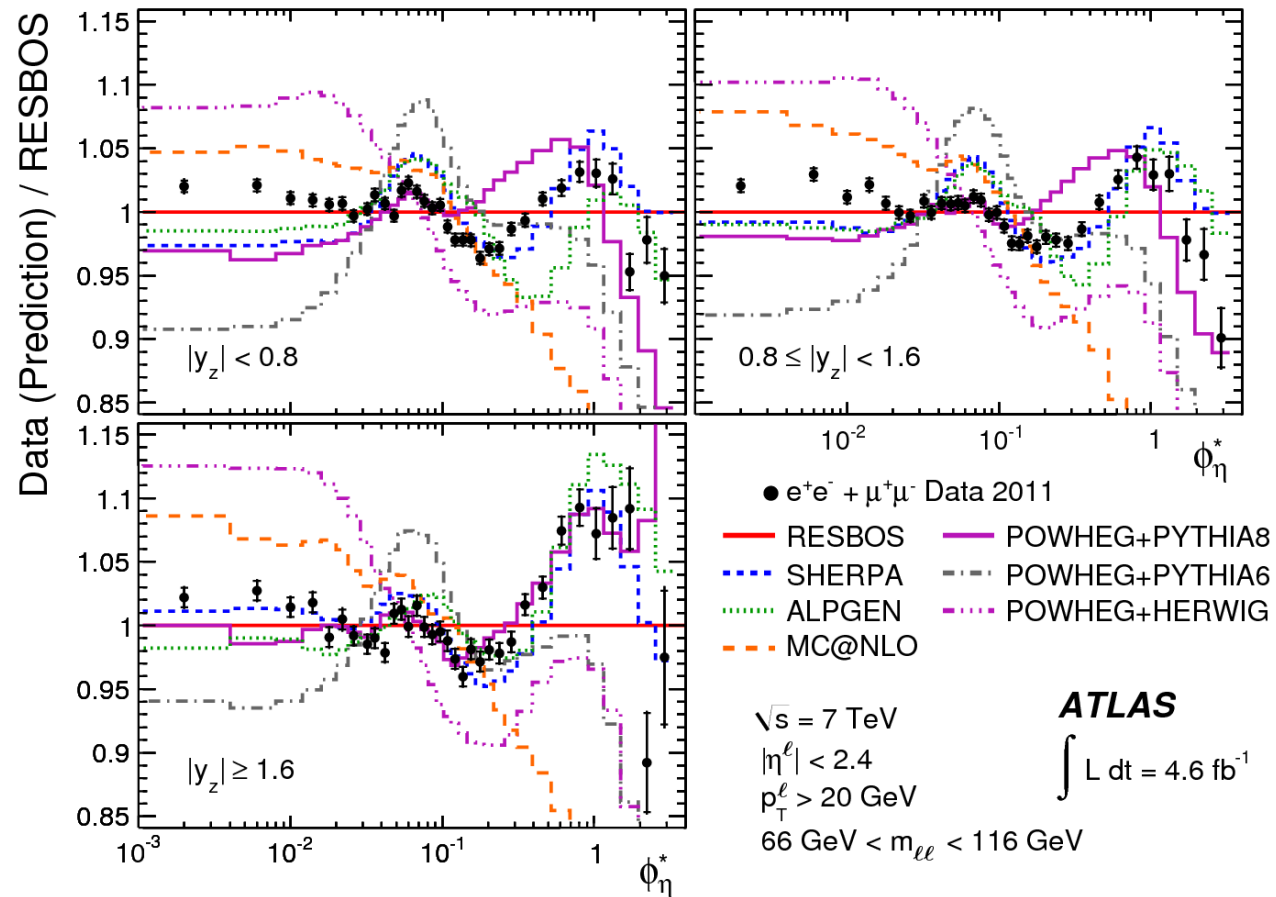 Data (Prediction) / RESBOS
1.15
1.1
1.05
1
0.95
0.9
0.85
|y_z| < 0.8
0.8 ≤ |y_z| < 1.6
10⁻² 10⁻¹ 1
ϕ*_η
1.15
1.1
1.05
1
0.95
0.9
0.85
|y_z| ≥ 1.6
10⁻³ 10⁻² 10⁻¹ 1
ϕ*_η
e⁺e⁻ + μ⁺μ⁻ Data 2011
RESBOS POWHEG+PYTHIA8
SHERPA POWHEG+PYTHIA6
ALPGEN POWHEG+HERWIG
MC@NLO
√s = 7 TeV
|η^ℓ| < 2.4
p_T^ℓ > 20 GeV
66 GeV < m_ℓℓ < 116 GeV
ATLAS
∫ L dt = 4.6 fb⁻¹